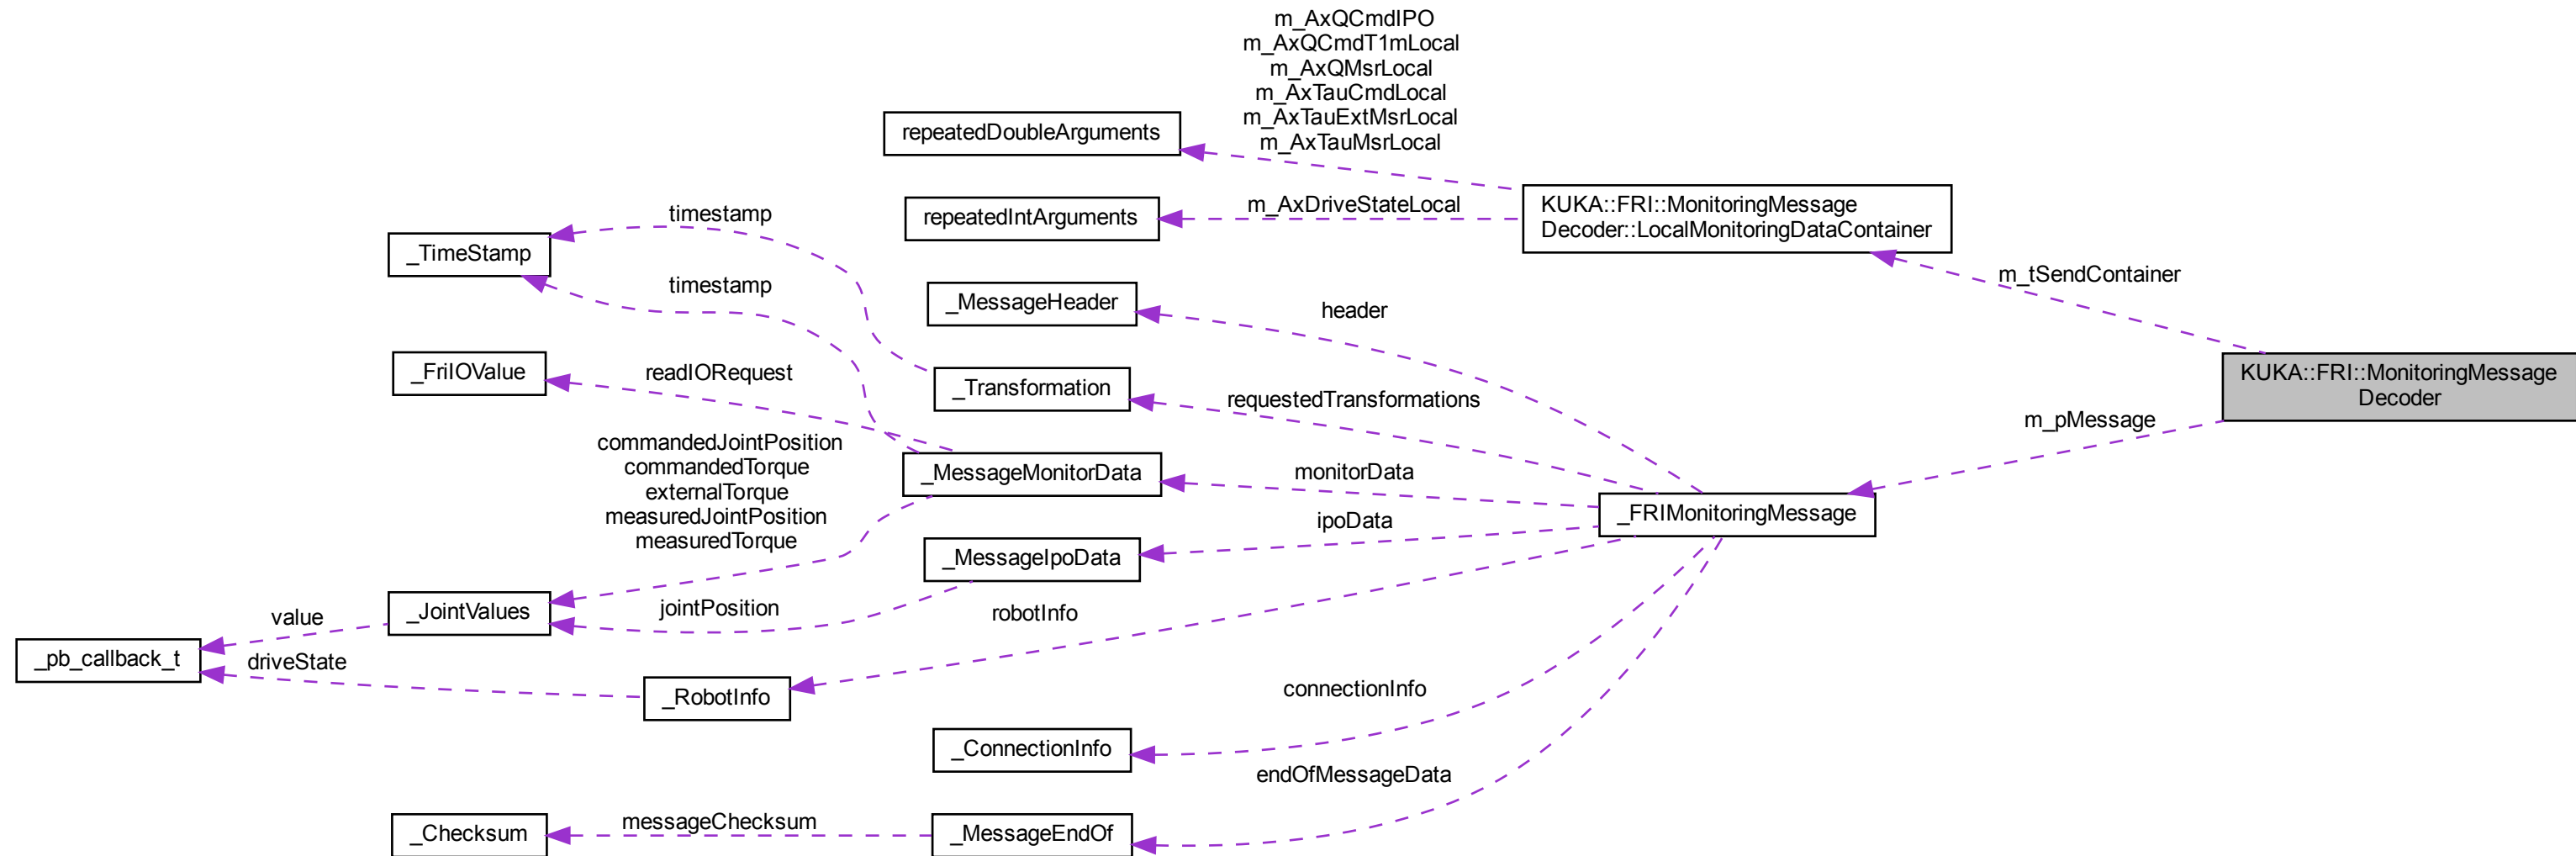 m_AxQCmdIPO
m_AxQCmdT1mLocal
m_AxQMsrLocal
m_AxTauCmdLocal
m_AxTauExtMsrLocal
m_AxTauMsrLocal
repeatedDoubleArguments
repeatedIntArguments
m_AxDriveStateLocal
KUKA::FRI::MonitoringMessage
Decoder::LocalMonitoringDataContainer
timestamp
_TimeStamp
timestamp
m_tSendContainer
_MessageHeader
header
KUKA::FRI::MonitoringMessage
Decoder
_FriIOValue
readIORequest
_Transformation
requestedTransformations
m_pMessage
commandedJointPosition
commandedTorque
externalTorque
measuredJointPosition
measuredTorque
_MessageMonitorData
monitorData
_FRIMonitoringMessage
ipoData
_MessageIpoData
_JointValues
jointPosition
robotInfo
value
_pb_callback_t
driveState
_RobotInfo
connectionInfo
_ConnectionInfo
endOfMessageData
_Checksum
messageChecksum
_MessageEndOf